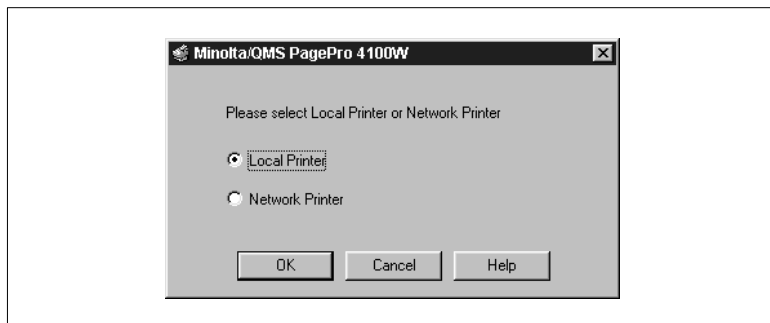 Minolta/QMS PagePro 4100W
Please select Local Printer or Network Printer
Local Printer
Network Printer
OK Cancel Help